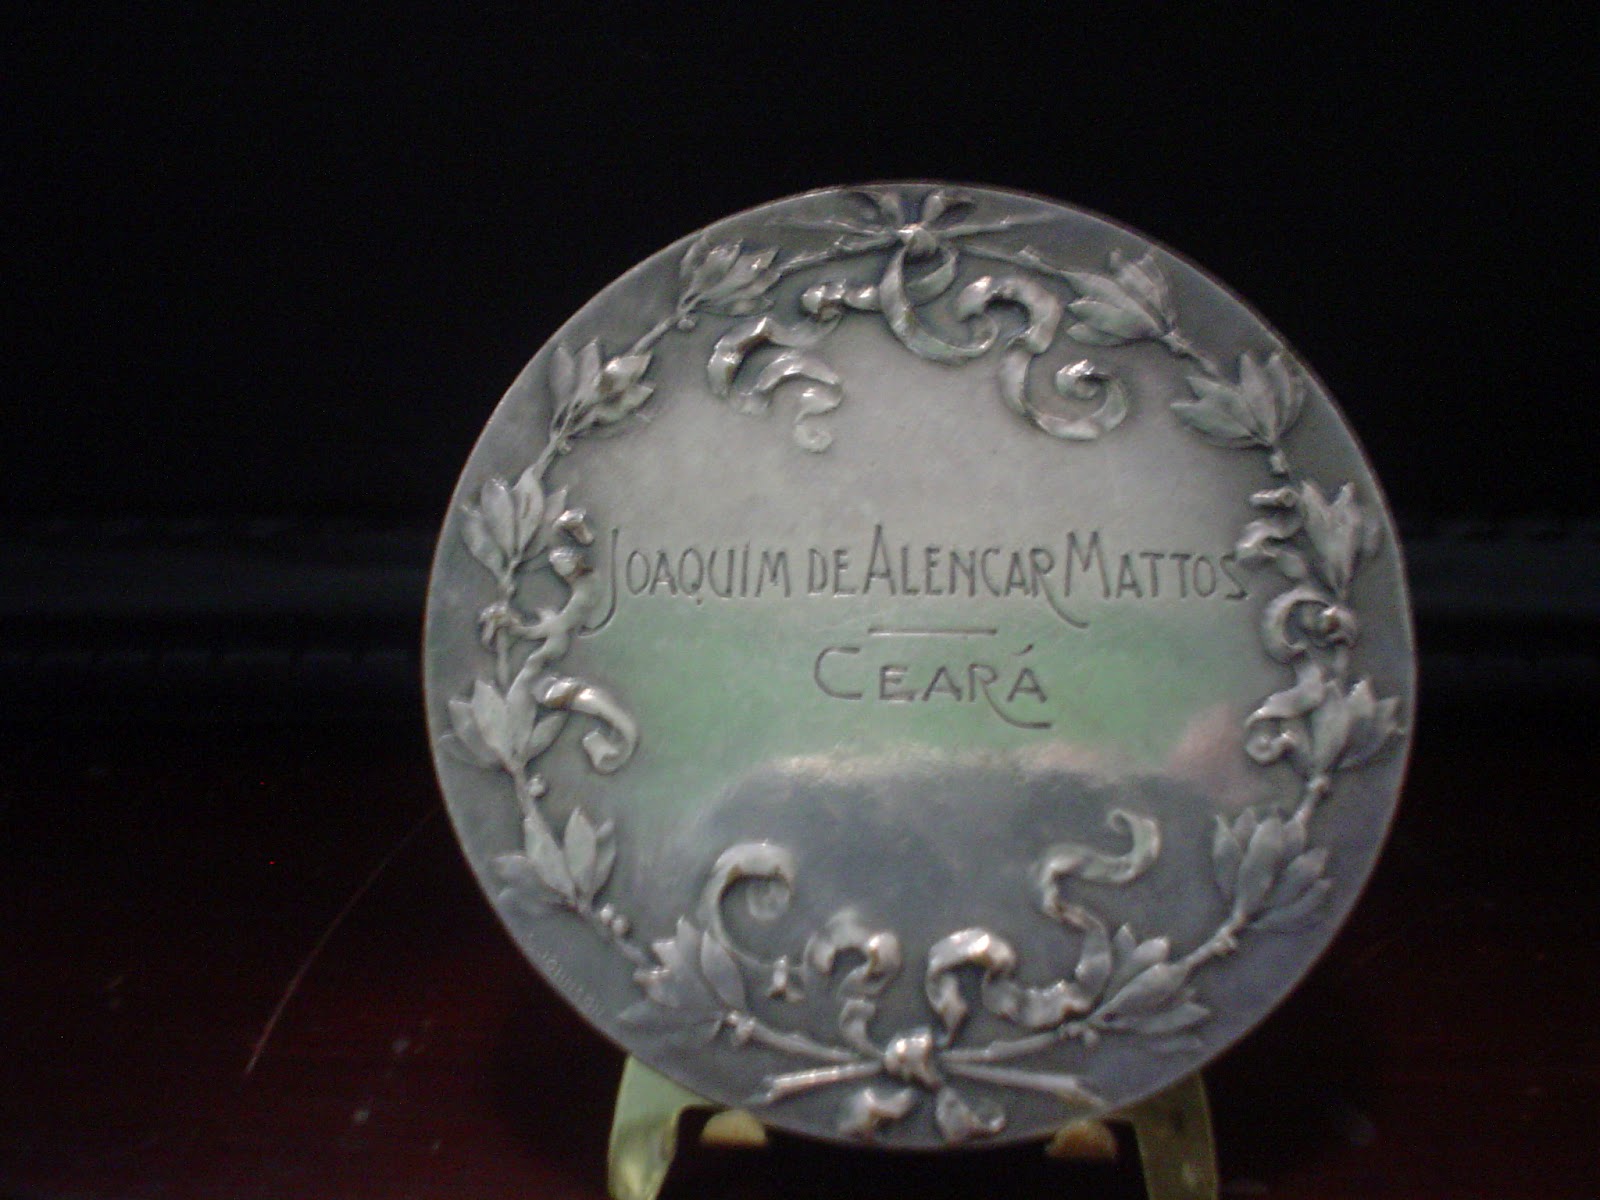 JOAQUIM DE ALENCAR MATTOS
CEARÁ